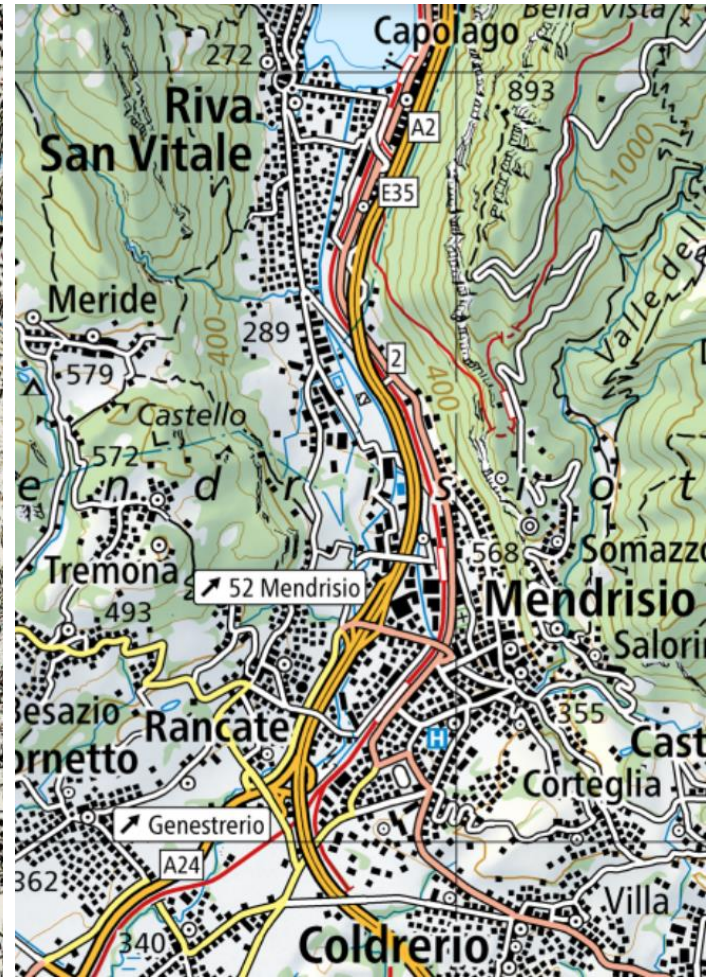 Bella Vista
Capolago
272
893
Riva
San Vitale
A2
1000
E35
Meride
289
400
2
Valle dell
579
400
Castello
572
e n d r i s i o t
568
Somazzo
Tremona
52 Mendrisio
Mendrisio
493
Salorin
Besazio
Rancate
355
ornetto
Cast
H
Corteglia
Genestrerio
A24
362
Villa
340
Coldrerio